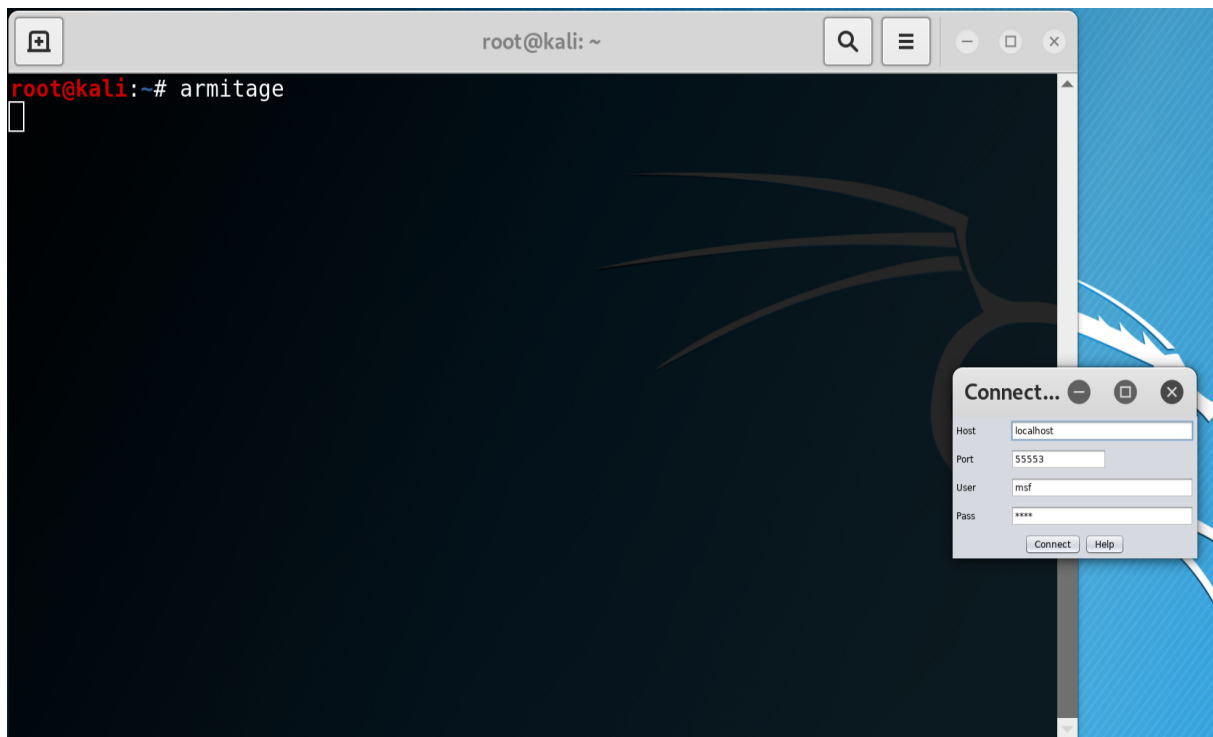 root@kali: ~
root@kali:~# armitage
Connect...
Host localhost
Port 55553
User msf
Pass ****
Connect Help